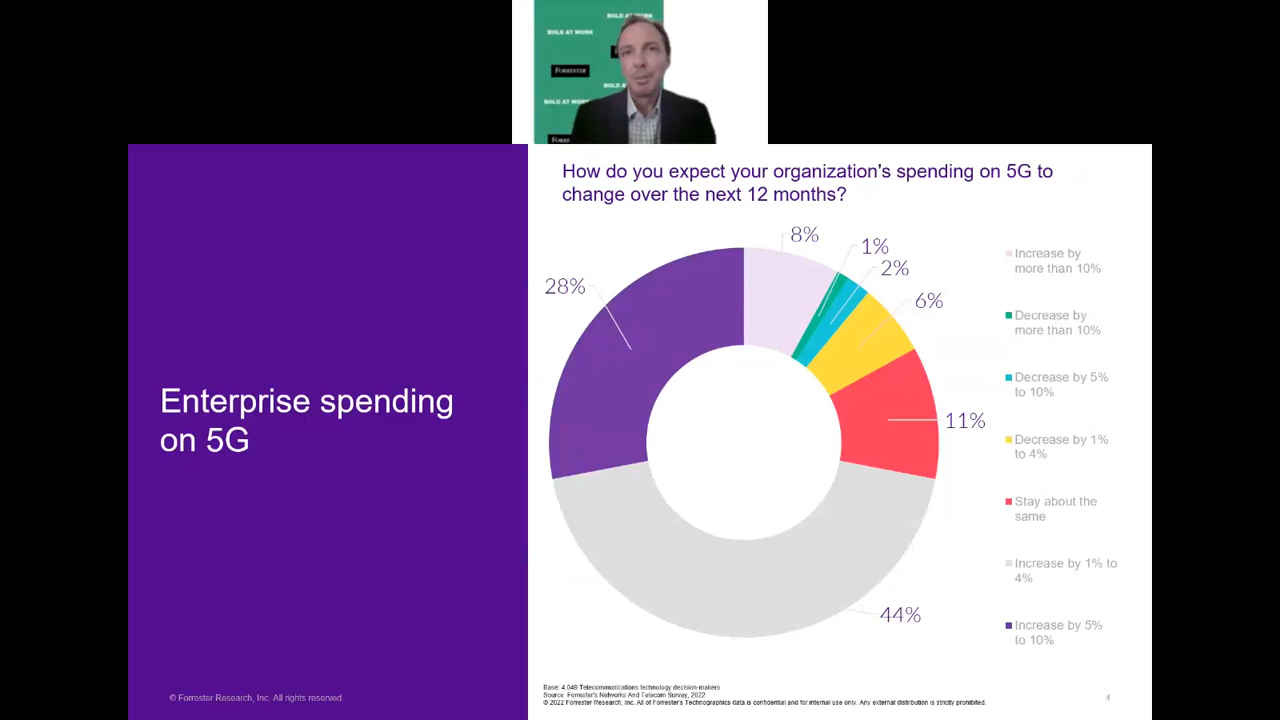 BOLD AT WORK
BOLD AT WORK
FORRESTER
BOLD AT WORK
How do you expect your organization's spending on 5G to
change over the next 12 months?
8%
1%
2%
6%
11%
44%
28%
Increase by
more than 10%
Decrease by
more than 10%
Decrease by 5%
to 10%
Decrease by 1%
to 4%
Stay about the
same
Increase by 1% to
4%
Increase by 5%
to 10%
Enterprise spending
on 5G
Base: 4,049 Telecommunications technology decision-makers
Source: Forrester's Networks And Telecom Survey, 2022
© 2022 Forrester Research, Inc. All of Forrester's Technographics data is confidential and for internal use only. Any external distribution is strictly prohibited.
© Forrester Research, Inc. All rights reserved.
4